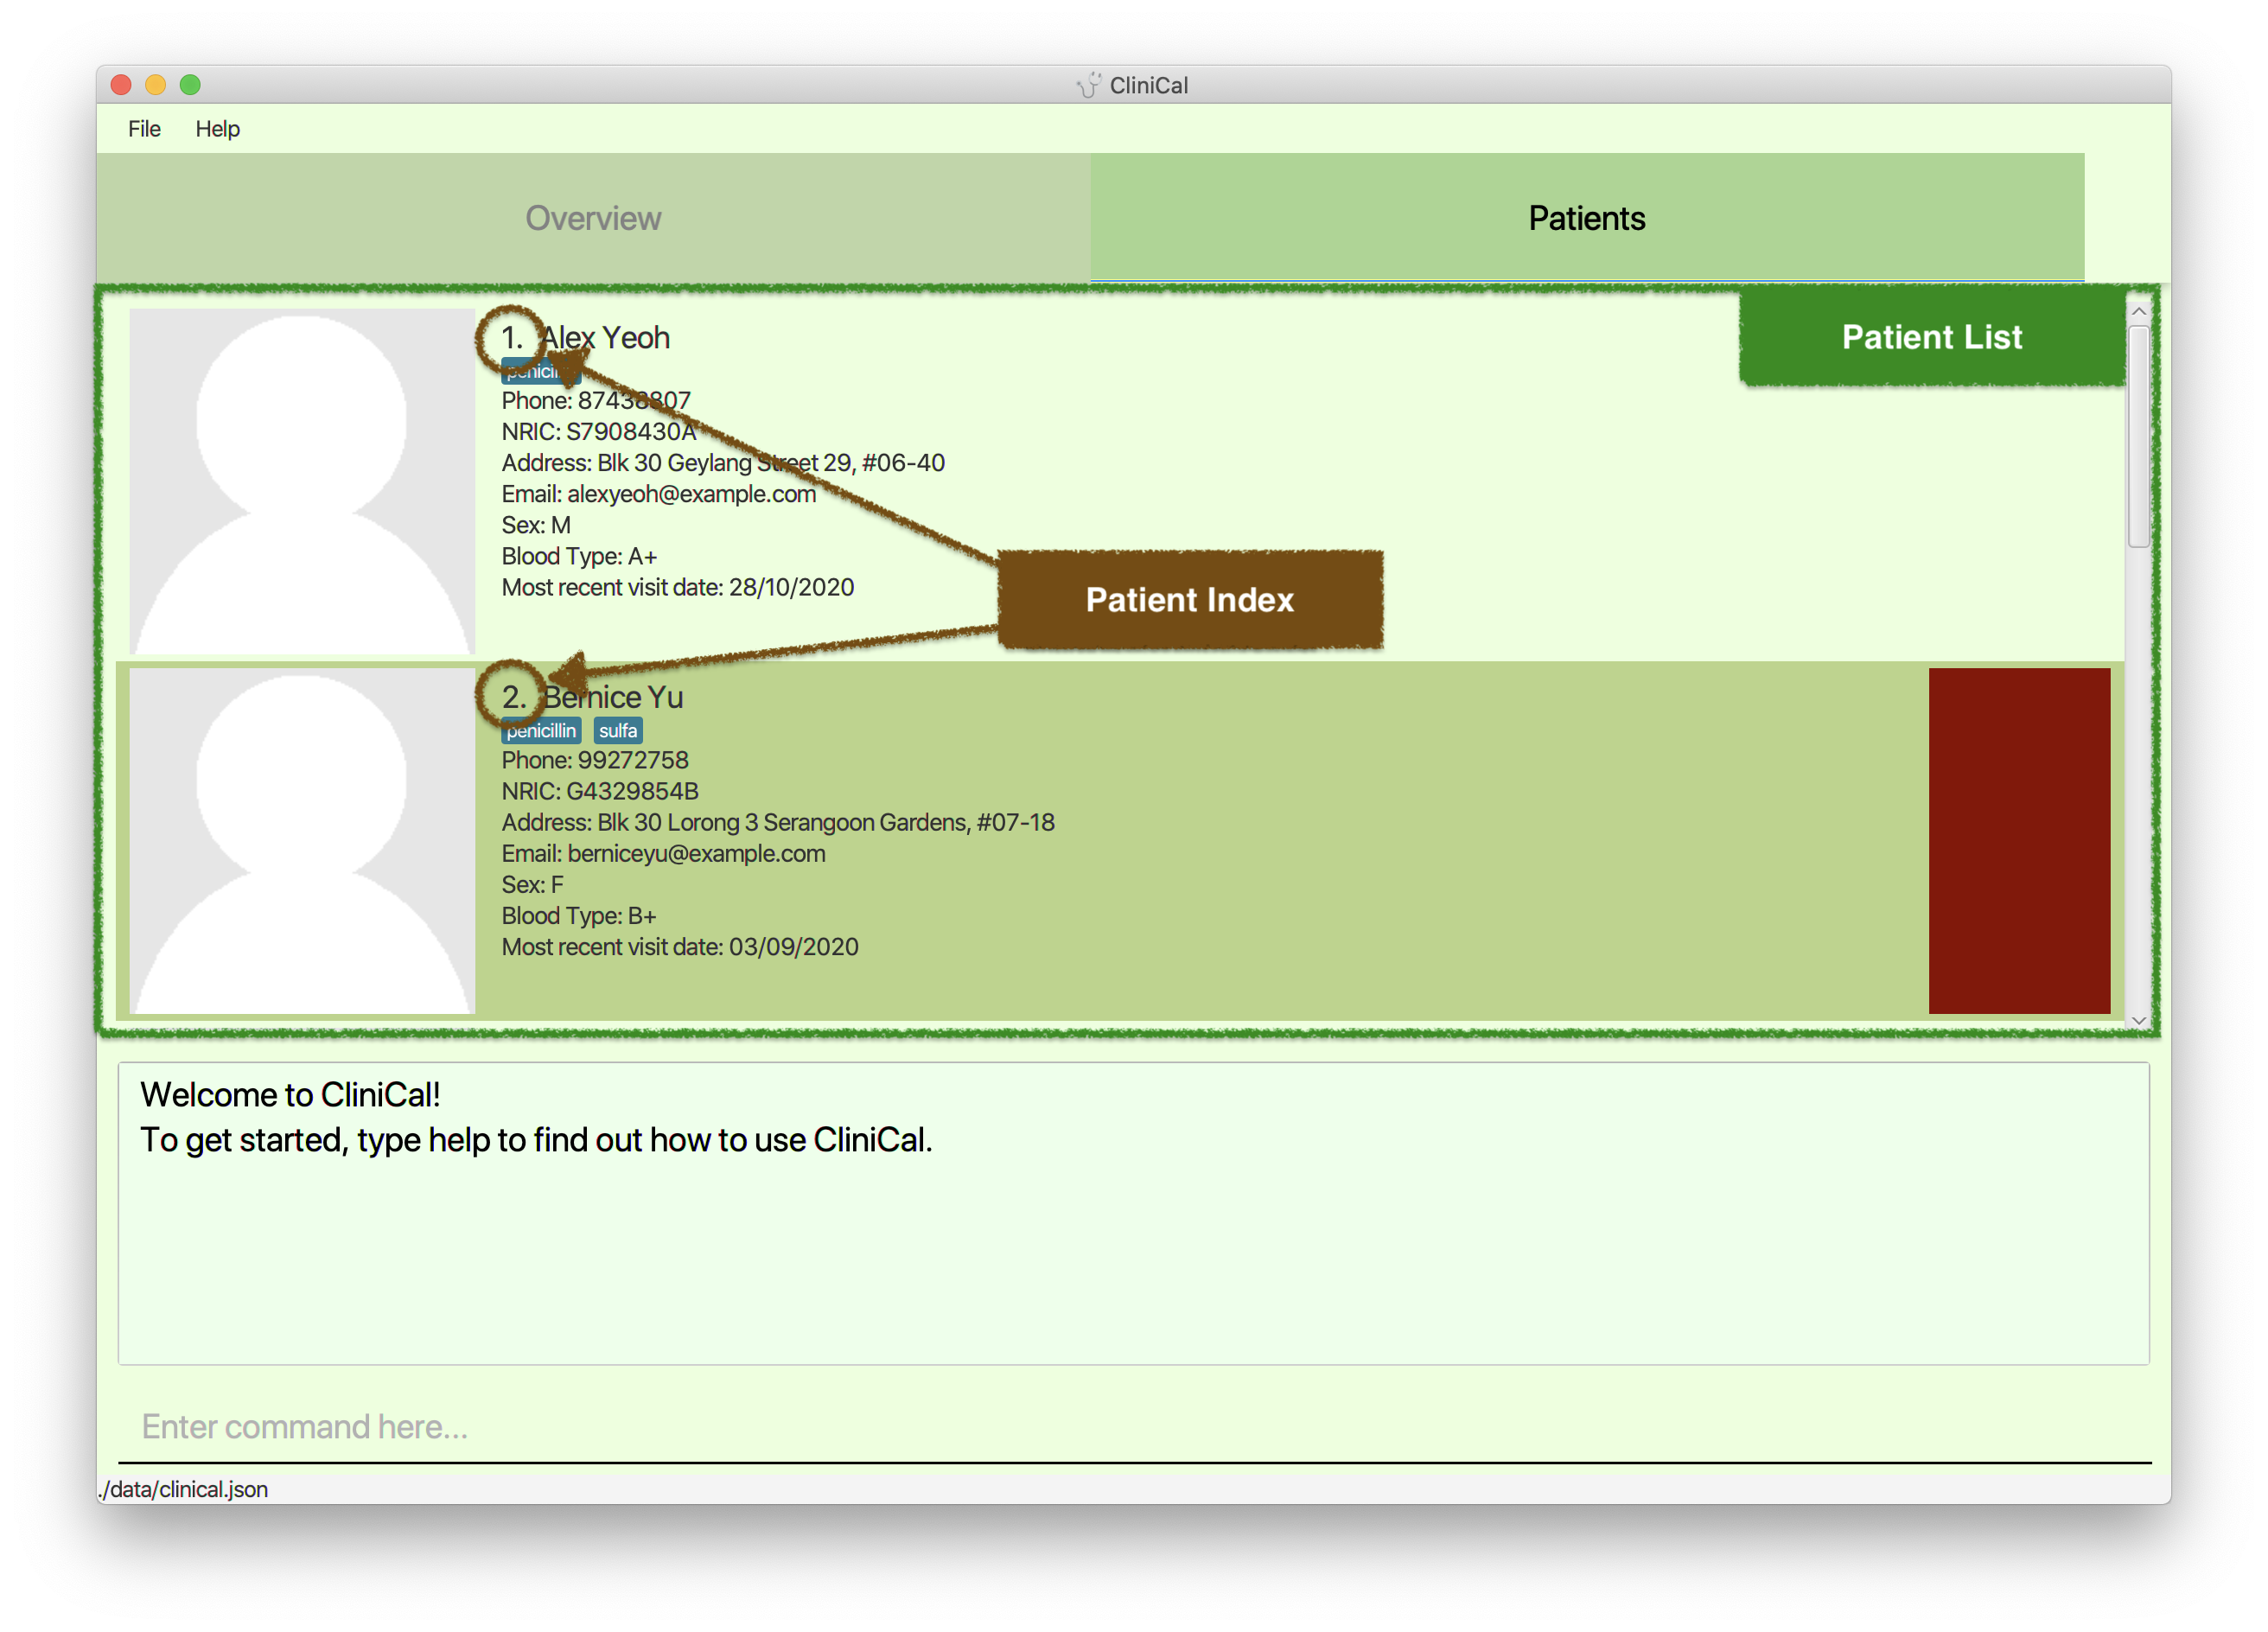 CliniCal
File Help
Overview Patients
Patient List
1. Alex Yeoh
penicillin
Phone: 87438807
NRIC: S7908430A
Address: Blk 30 Geylang Street 29, #06-40
Email: alexyeoh@example.com
Sex: M
Blood Type: A+
Most recent visit date: 28/10/2020
Patient Index
2. Bernice Yu
penicillin sulfa
Phone: 99272758
NRIC: G4329854B
Address: Blk 30 Lorong 3 Serangoon Gardens, #07-18
Email: berniceyu@example.com
Sex: F
Blood Type: B+
Most recent visit date: 03/09/2020
Welcome to CliniCal!
To get started, type help to find out how to use CliniCal.
Enter command here...
./data/clinical.json